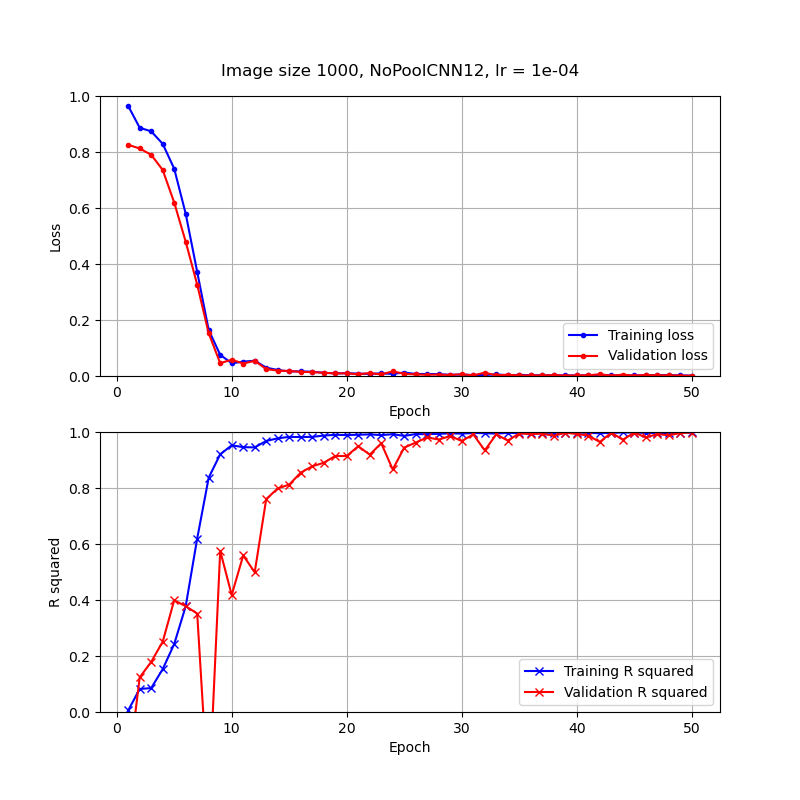 Image size 1000, NoPoolCNN12, lr = 1e-04
1.0
0.8
0.6
0.4
0.2
0.0
Loss
Training loss
Validation loss
0 10 20 30 40 50
Epoch
1.0
0.8
0.6
0.4
0.2
0.0
R squared
Training R squared
Validation R squared
0 10 20 30 40 50
Epoch